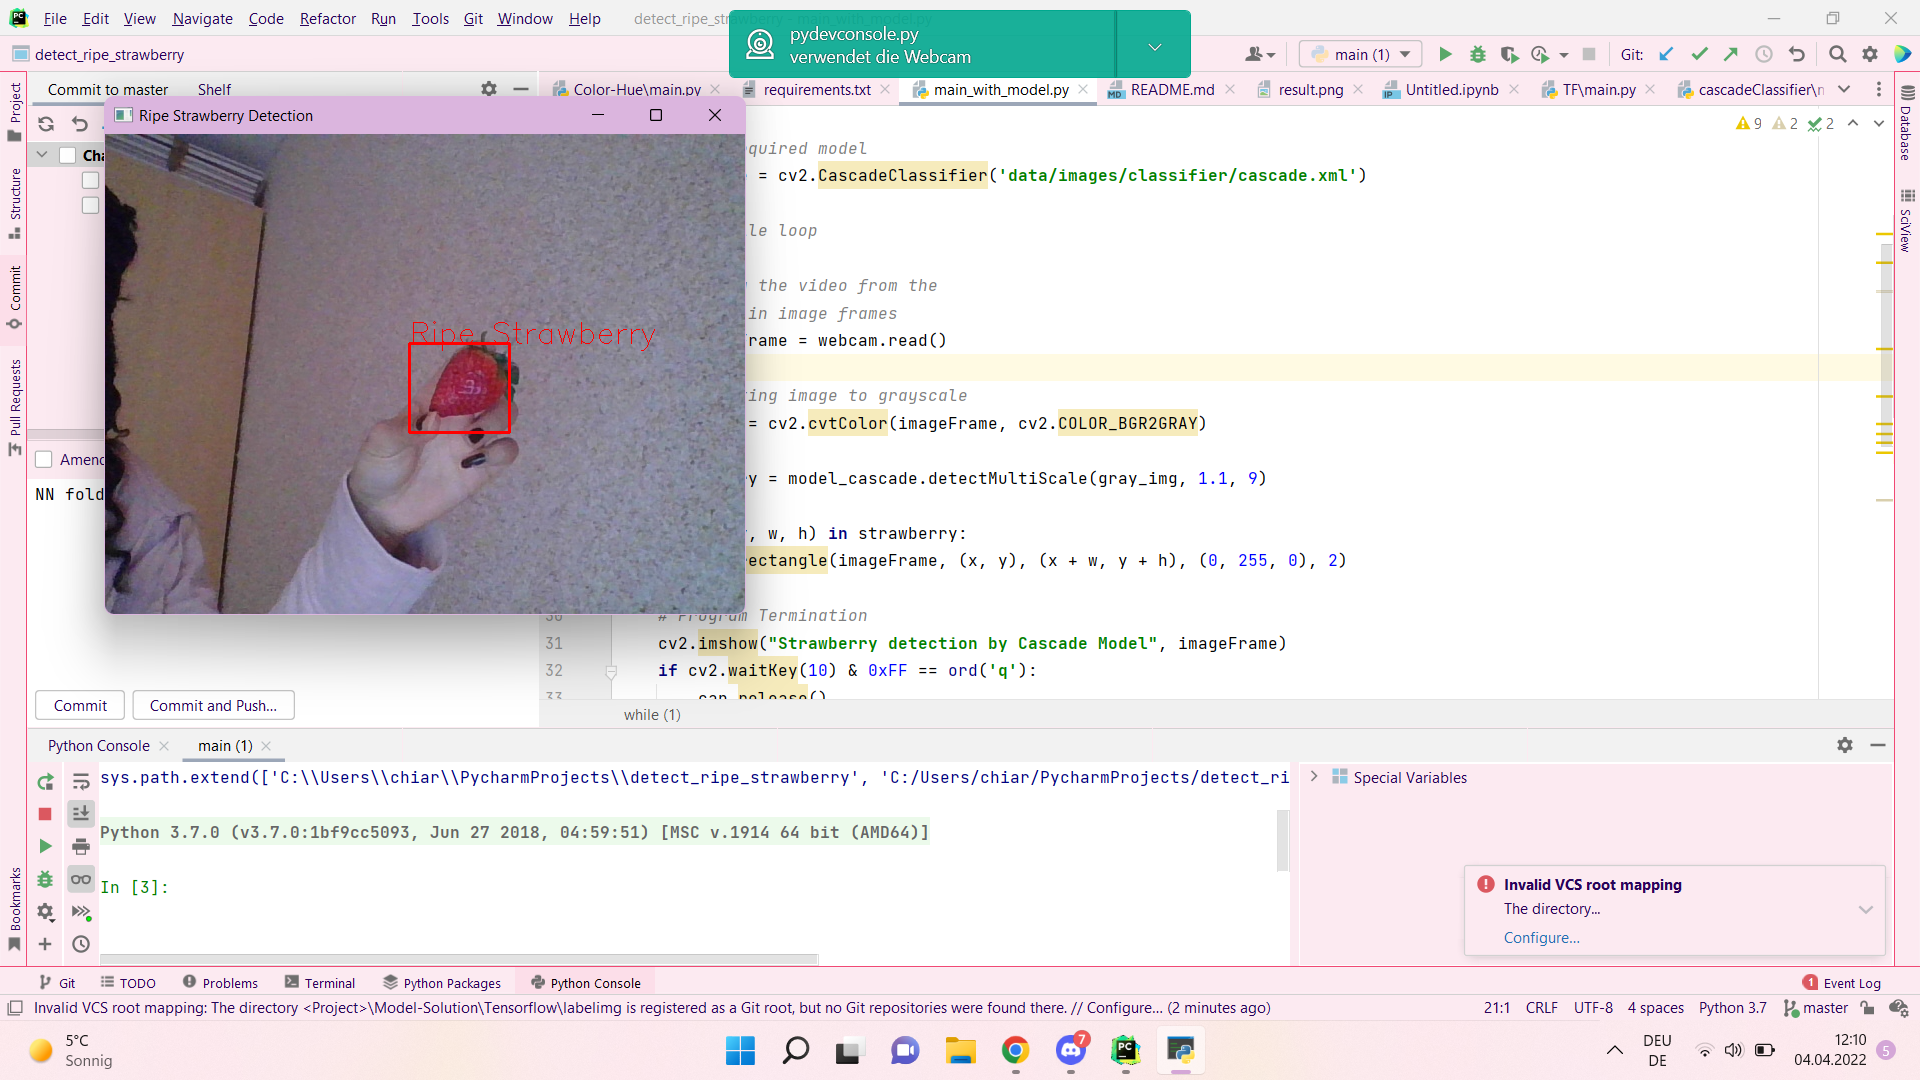 File Edit View Navigate Code Refactor Run Tools Git Window Help
pydevconsole.py
verwendet die Webcam
detect_ripe_strawberry
main (1)
Git:
Commit to master
Shelf
Color-Hue\main.py
requirements.txt
main_with_model.py
README.md
result.png
Untitled.ipynb
TF\main.py
cascadeClassifier\
Ripe Strawberry Detection
Project
Structure
Commit
Pull Requests
Bookmarks
Database
SciView
9 2 2
Cha
Ripe Strawberry
Amend
NN fold
quired model
= cv2.CascadeClassifier('data/images/classifier/cascade.xml')
le loop
the video from the
in image frames
rame = webcam.read()
ing image to grayscale
= cv2.cvtColor(imageFrame, cv2.COLOR_BGR2GRAY)
y = model_cascade.detectMultiScale(gray_img, 1.1, 9)
, w, h) in strawberry:
ectangle(imageFrame, (x, y), (x + w, y + h), (0, 255, 0), 2)
30 # Program Termination
31 cv2.imshow("Strawberry detection by Cascade Model", imageFrame)
32 if cv2.waitKey(10) & 0xFF == ord('q'):
33 cap.release()
while (1)
Commit
Commit and Push...
Python Console
main (1)
sys.path.extend(['C:\\Users\\chiar\\PycharmProjects\\detect_ripe_strawberry', 'C:/Users/chiar/PycharmProjects/detect_ri
Python 3.7.0 (v3.7.0:1bf9cc5093, Jun 27 2018, 04:59:51) [MSC v.1914 64 bit (AMD64)]
In [3]:
Special Variables
Invalid VCS root mapping
The directory...
Configure...
Git
TODO
Problems
Terminal
Python Packages
Python Console
1 Event Log
Invalid VCS root mapping: The directory <Project>\Model-Solution\Tensorflow\labelimg is registered as a Git root, but no Git repositories were found there. // Configure... (2 minutes ago)
21:1 CRLF UTF-8 4 spaces Python 3.7 master
5°C
Sonnig
PC
7
DEU
DE
12:10
04.04.2022
5